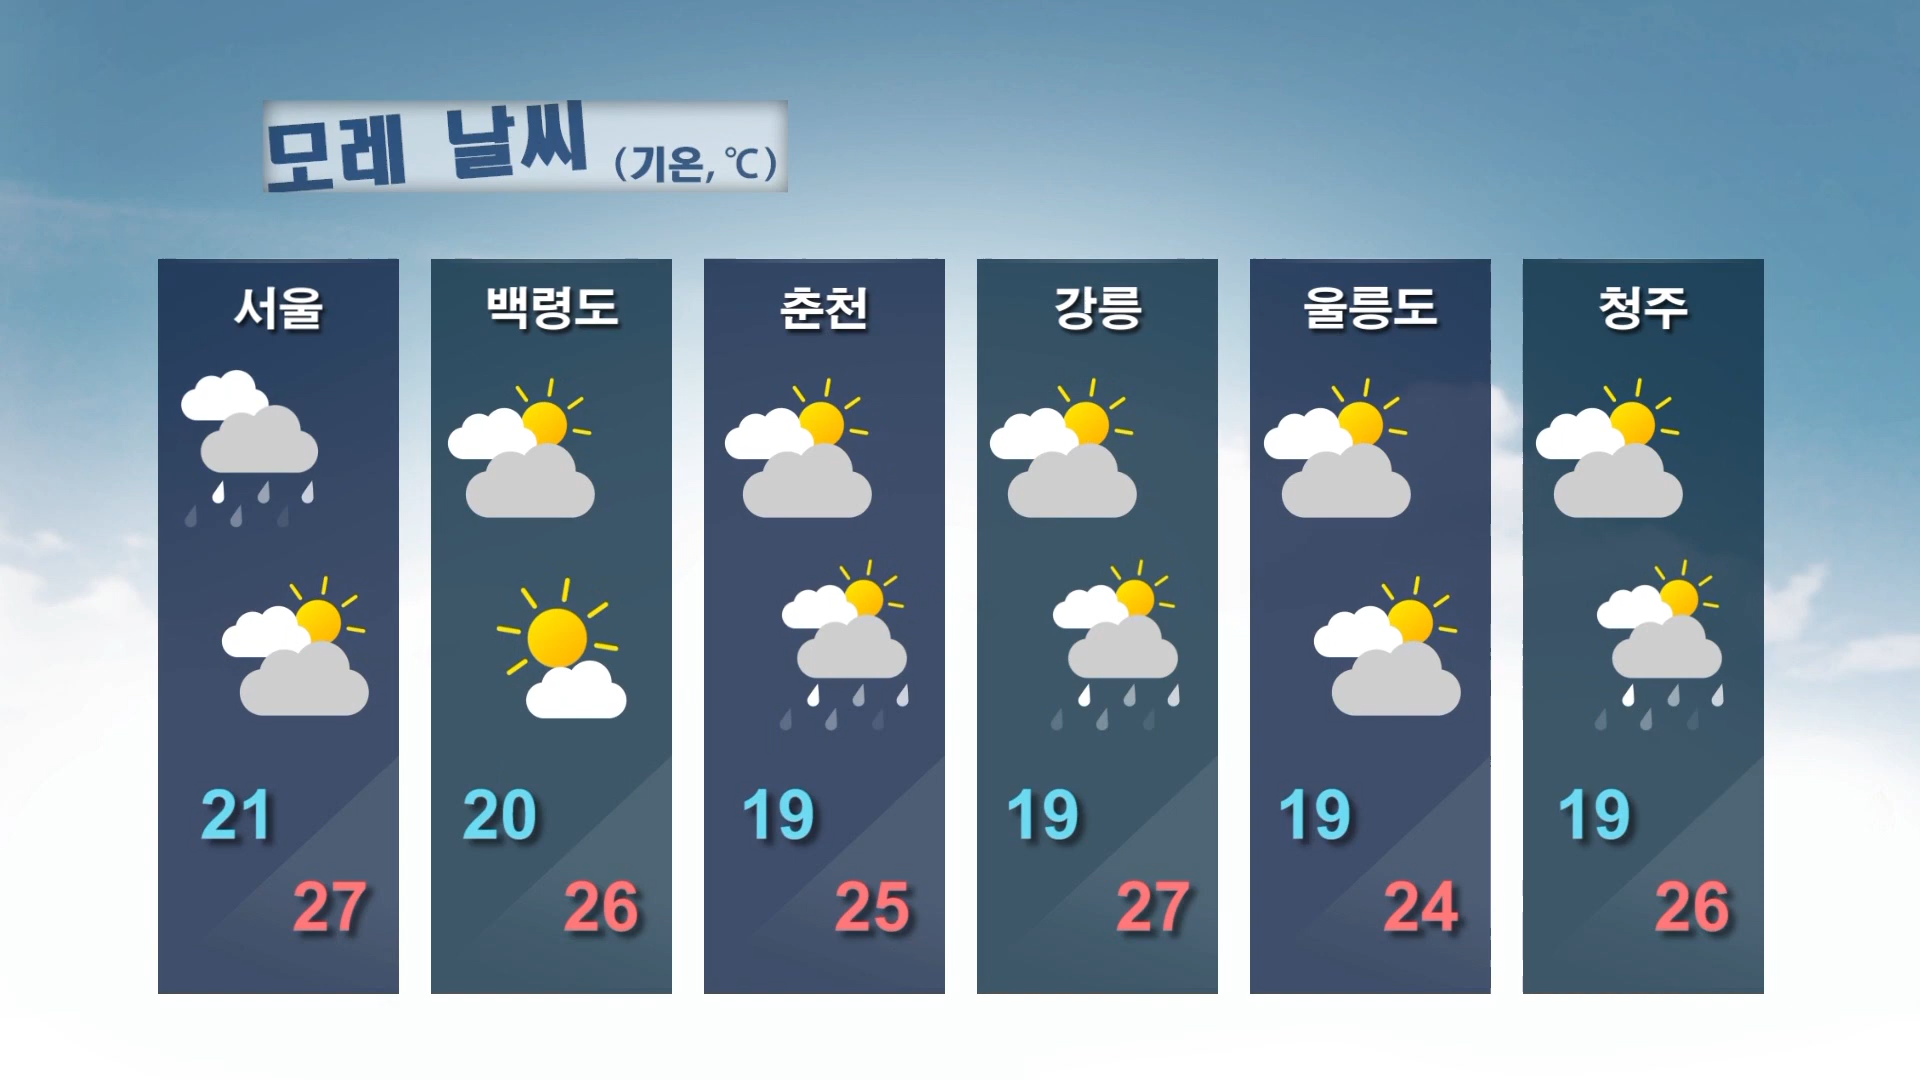 모레 날씨 (기온, ℃)
서울 백령도 춘천 강릉 울릉도 청주
21 20 19 19 19 19
27 26 25 27 24 26